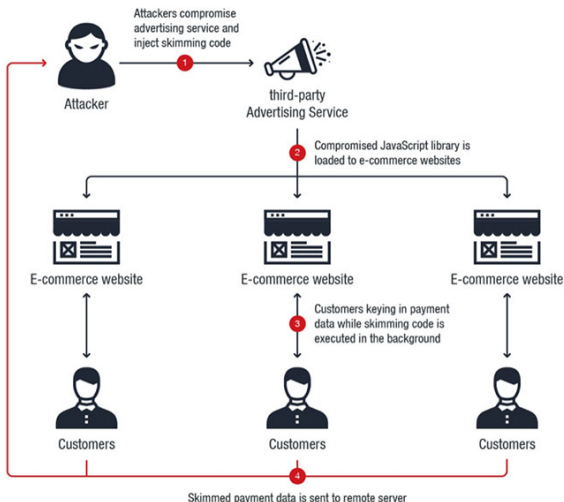 Attackers compromise
advertising service and
inject skimming code
1
Attacker
third-party
Advertising Service
2
Compromised JavaScript library is
loaded to e-commerce websites
E-commerce website
E-commerce website
E-commerce website
3
Customers keying in payment
data while skimming code is
executed in the background
Customers
Customers
Customers
4
Skimmed payment data is sent to remote server